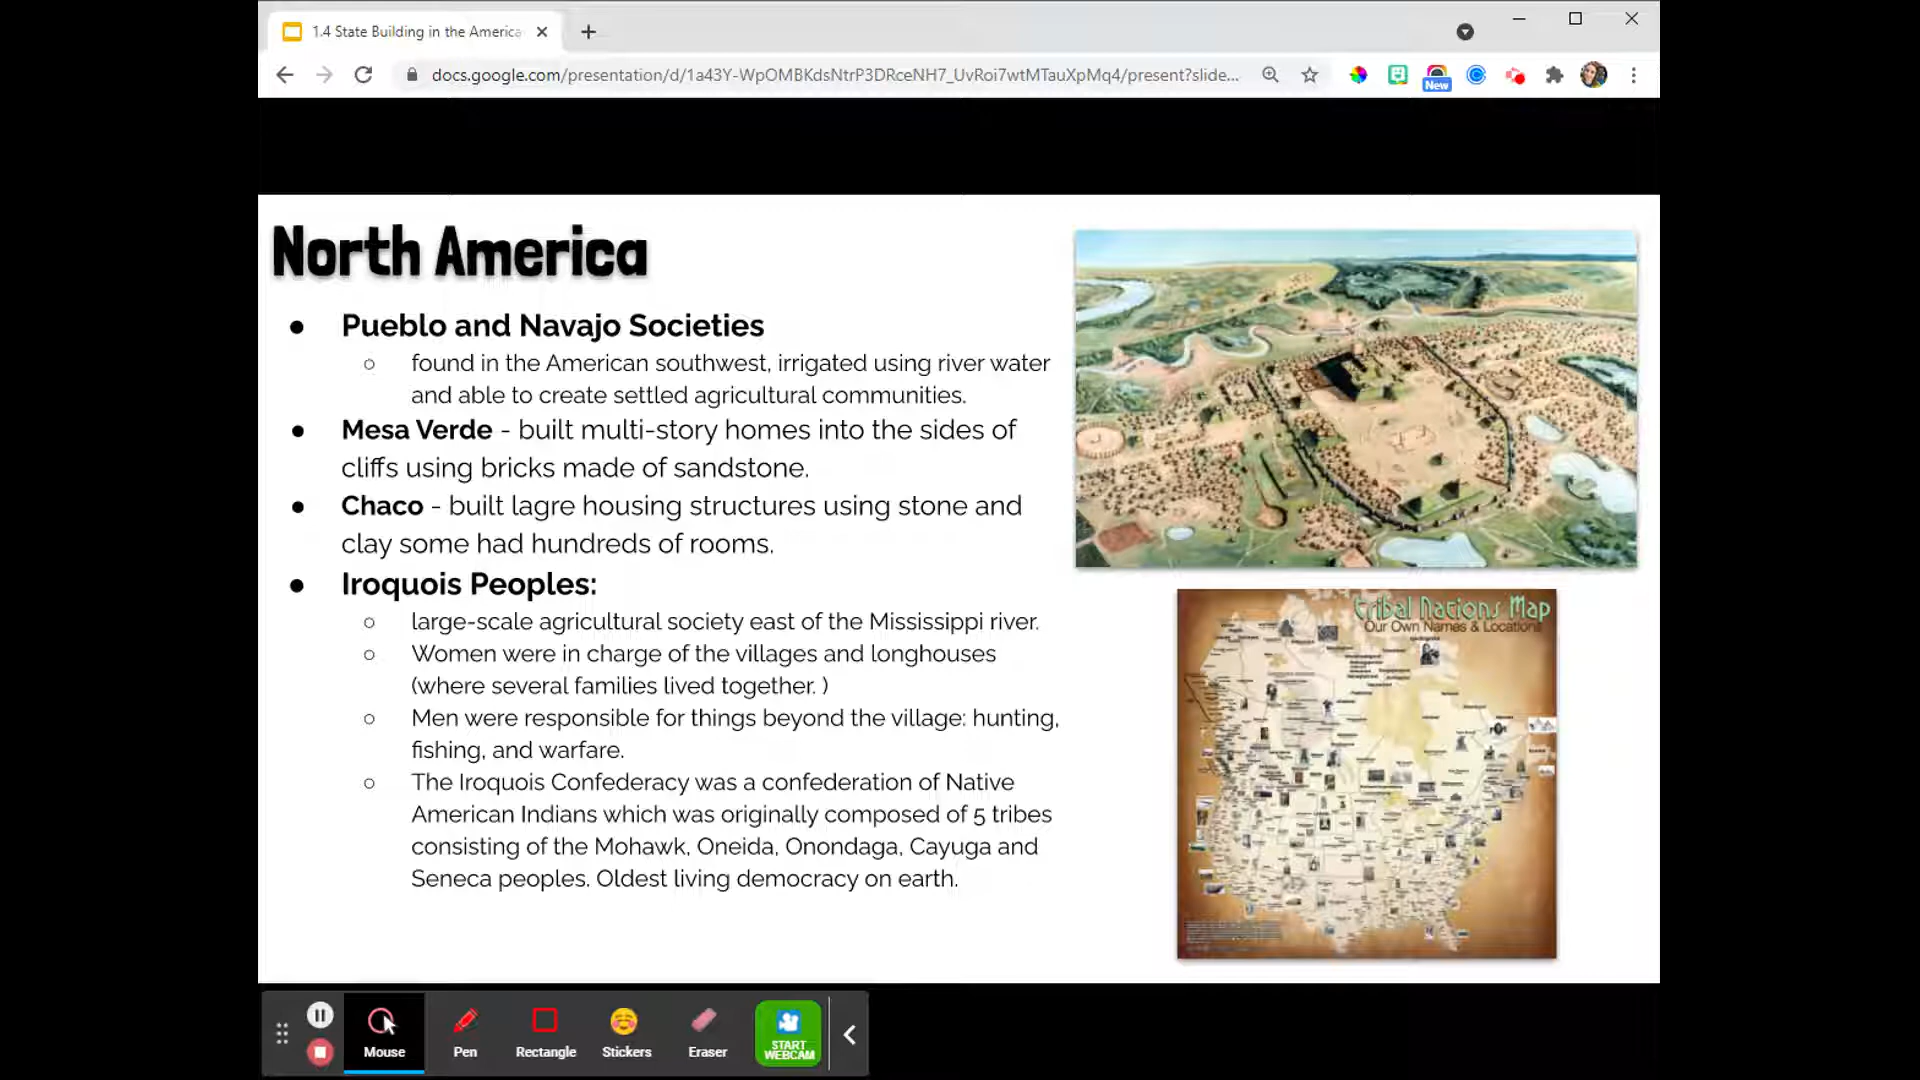 1.4 State Building in the America
docs.google.com/presentation/d/1a43Y-WpOMBKdsNtrP3DRceNH7_UvRoi7wtMTauXpMq4/present?slide...
New
North America
● Pueblo and Navajo Societies
○ found in the American southwest, irrigated using river water
and able to create settled agricultural communities.
● Mesa Verde - built multi-story homes into the sides of
cliffs using bricks made of sandstone.
● Chaco - built lagre housing structures using stone and
clay some had hundreds of rooms.
● Iroquois Peoples:
○ large-scale agricultural society east of the Mississippi river.
○ Women were in charge of the villages and longhouses
(where several families lived together. )
○ Men were responsible for things beyond the village: hunting,
fishing, and warfare.
○ The Iroquois Confederacy was a confederation of Native
American Indians which was originally composed of 5 tribes
consisting of the Mohawk, Oneida, Onondaga, Cayuga and
Seneca peoples. Oldest living democracy on earth.
Tribal Nations Map
Our Own Names & Locations
Mouse
Pen
Rectangle
Stickers
Eraser
START
WEBCAM